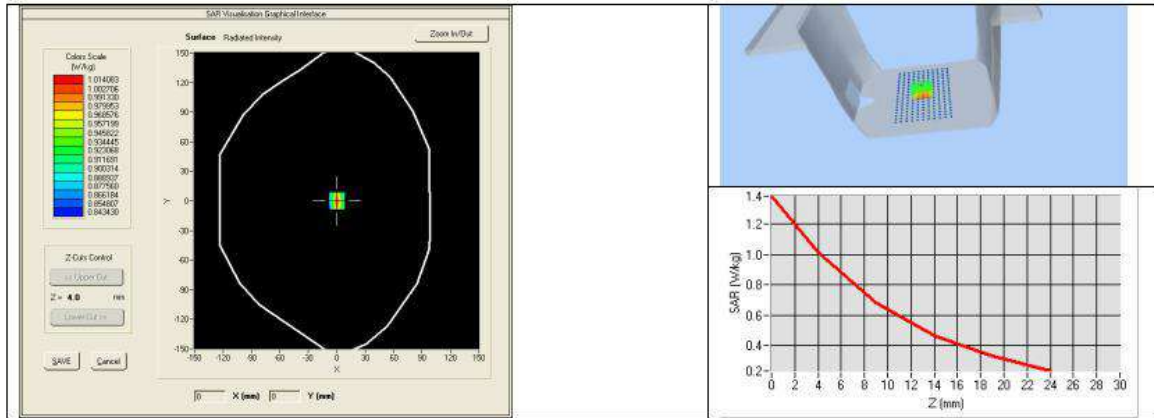 SAR Visualisation Graphical Interface
Surface Radiated Intensity
Zoom In/Out
Colors Scale
(W/kg)
1.014083
1.002706
0.991330
0.979953
0.968576
0.957199
0.945822
0.934445
0.923068
0.911691
0.900314
0.888937
0.877560
0.866184
0.854807
0.843430
Z-Cuts Control
<< Upper Cut
Z = 4.0 mm
Lower Cut >>
SAVE Cancel
150
120
90
60
30
0
-30
-60
-90
-120
-150
Y
-150 -120 -90 -60 -30 0 30 60 90 120 150
X
0 X (mm) 0 Y (mm)
1.4
1.2
1.0
0.8
0.6
0.4
0.2
SAR (W/kg)
0 2 4 6 8 10 12 14 16 18 20 22 24 26 28 30
Z (mm)